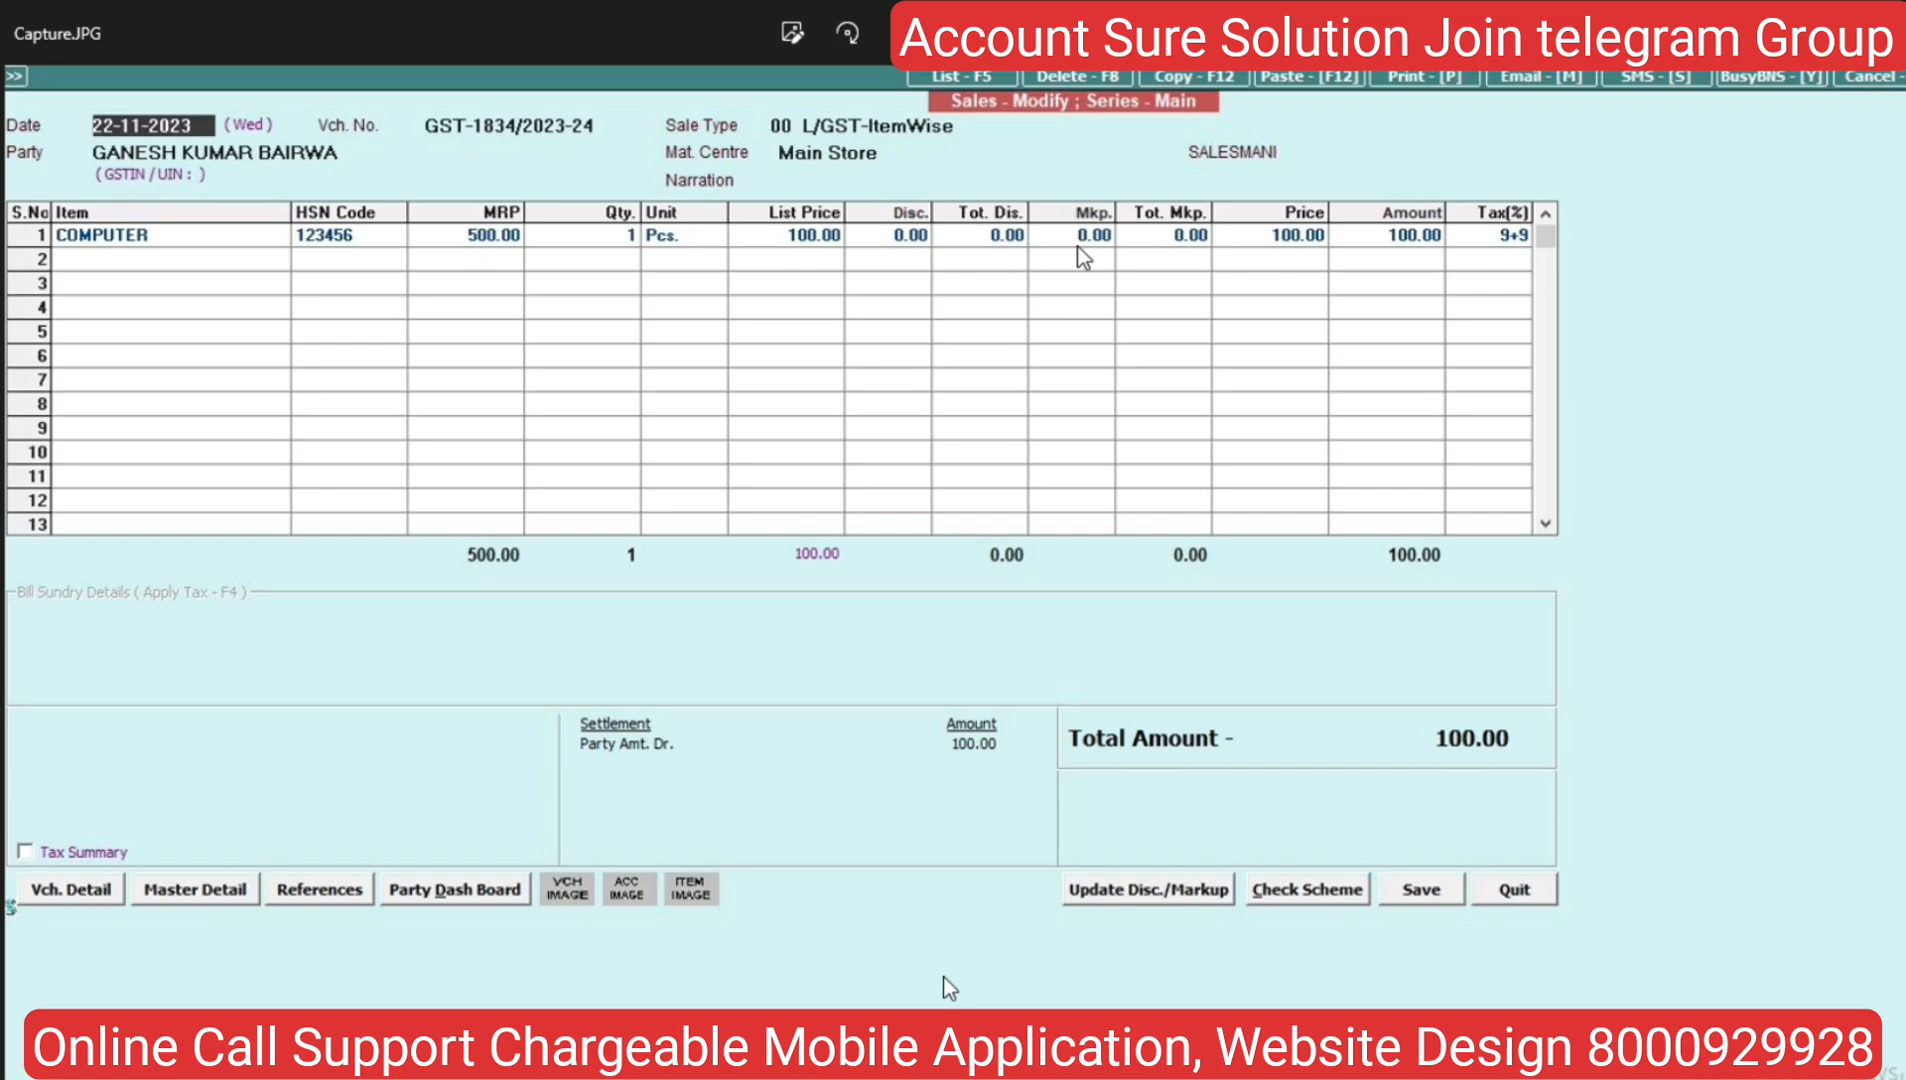 Capture.JPG
Account Sure Solution Join telegram Group
>> List - F5 Delete - F8 Copy - F12 Paste - [F12] Print - [P] Email - [M] SMS - [S] BusyBNS - [Y] Cancel -
Sales - Modify ; Series - Main
Date 22-11-2023 ( Wed ) Vch. No. GST-1834/2023-24 Sale Type 00 L/GST-ItemWise
Party GANESH KUMAR BAIRWA Mat. Centre Main Store SALESMANI
( GSTIN / UIN : ) Narration
S.No Item HSN Code MRP Qty. Unit List Price Disc. Tot. Dis. Mkp. Tot. Mkp. Price Amount Tax(%)
1 COMPUTER 123456 500.00 1 Pcs. 100.00 0.00 0.00 0.00 0.00 100.00 100.00 9+9
2
3
4
5
6
7
8
9
10
11
12
13
500.00 1 100.00 0.00 0.00 100.00
Bill Sundry Details ( Apply Tax - F4 )
Settlement Amount
Party Amt. Dr. 100.00
Total Amount - 100.00
Tax Summary
Vch. Detail Master Detail References Party Dash Board VCH IMAGE ACC IMAGE ITEM IMAGE Update Disc./Markup Check Scheme Save Quit
Online Call Support Chargeable Mobile Application, Website Design 8000929928